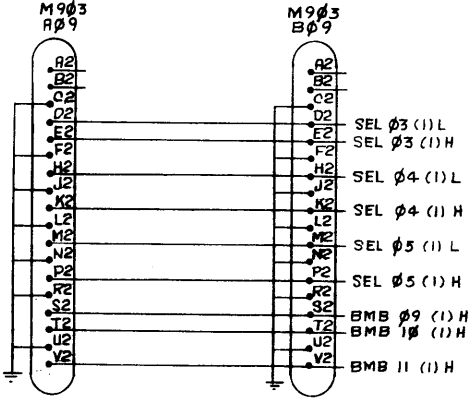 M9Ø3
A09
M9Ø3
BØ9
A2
B2
C2
D2
E2
F2
H2
J2
K2
L2
M2
N2
P2
R2
S2
T2
U2
V2
A2
B2
C2
D2
E2
F2
H2
J2
K2
L2
M2
N2
P2
R2
S2
T2
U2
V2
SEL Ø3 (1) L
SEL Ø3 (1) H
SEL Ø4 (1) L
SEL Ø4 (1) H
SEL Ø5 (1) L
SEL Ø5 (1) H
BMB Ø9 (1) H
BMB 1Ø (1) H
BMB 11 (1) H